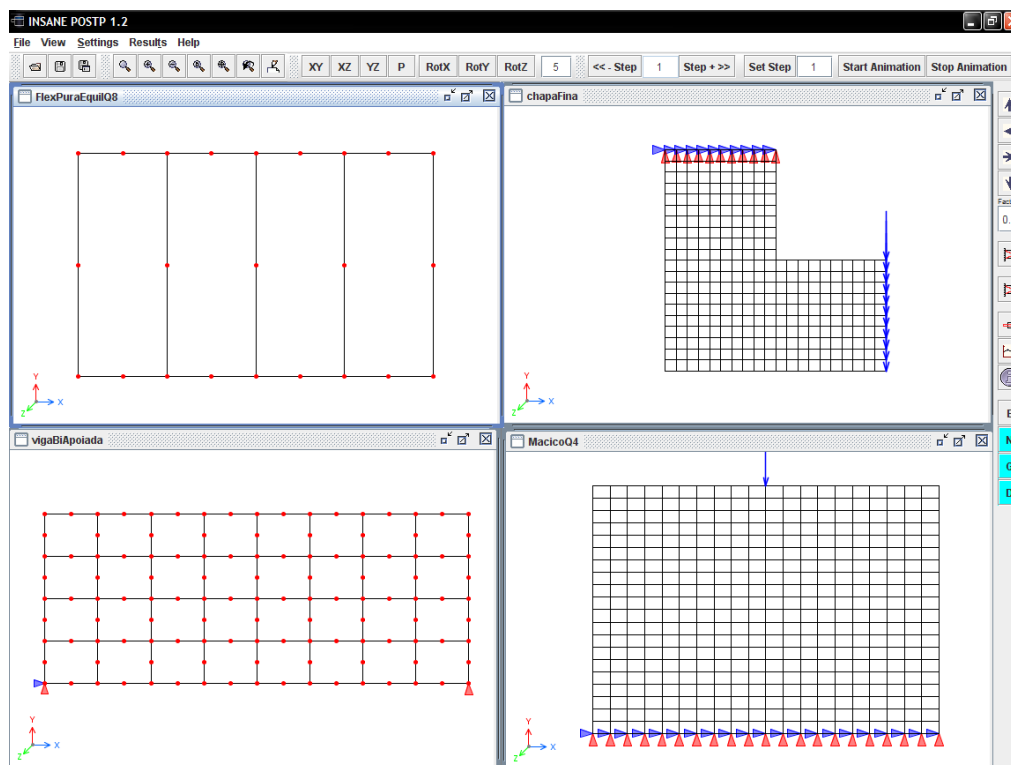 INSANE POSTP 1.2
File View Settings Results Help
XY XZ YZ P RotX RotY RotZ 5 << - Step 1 Step + >> Set Step 1 Start Animation Stop Animation
FlexPuraEquilQ8
Y
X
Z
chapaFina
Y
X
Z
vigaBiApoiada
Y
X
Z
MacicoQ4
Y
X
Z